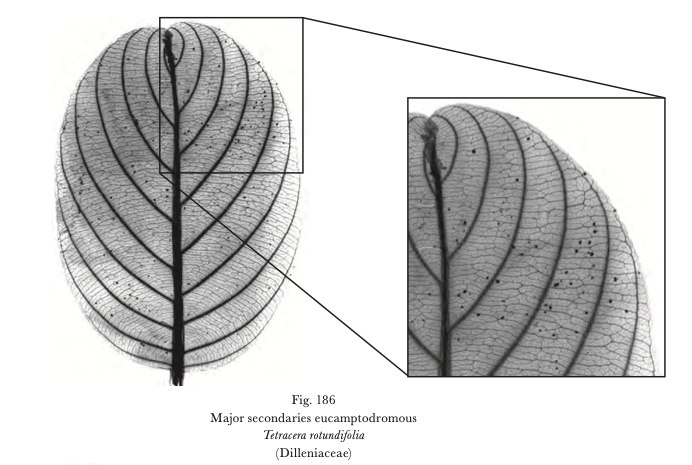 Fig. 186
Major secondaries eucamptodromous
Tetracera rotundifolia
(Dilleniaceae)